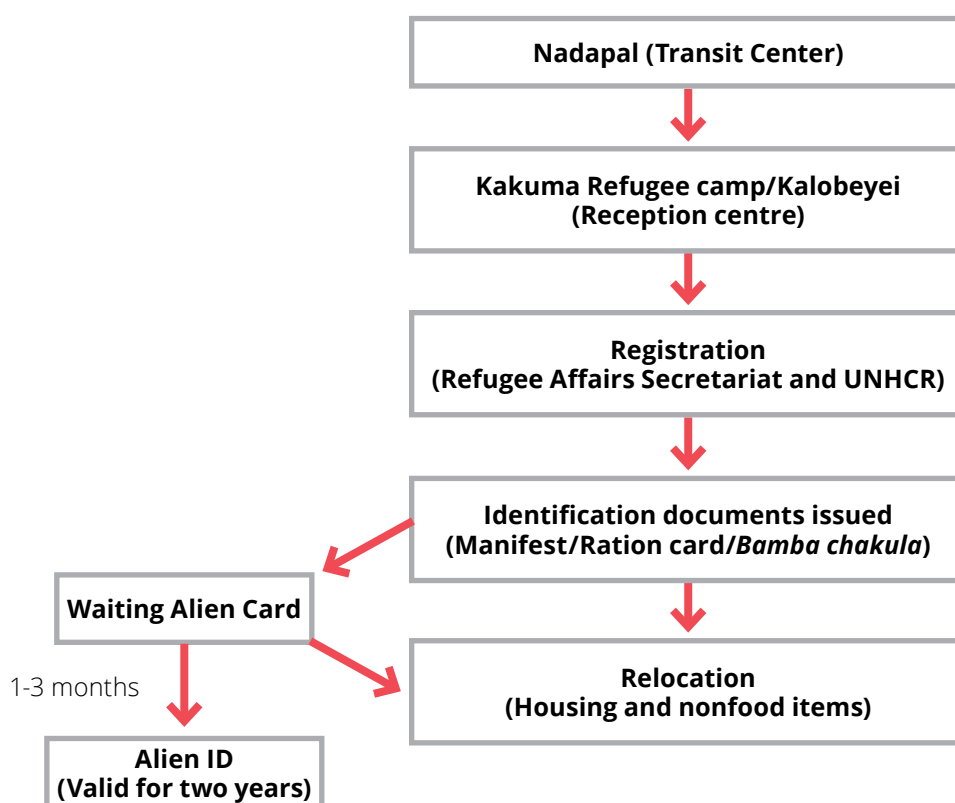 Nadapal (Transit Center)
Kakuma Refugee camp/Kalobeyei
(Reception centre)
Registration
(Refugee Affairs Secretariat and UNHCR)
Identification documents issued
(Manifest/Ration card/Bamba chakula)
Waiting Alien Card
Relocation
(Housing and nonfood items)
1-3 months
Alien ID
(Valid for two years)